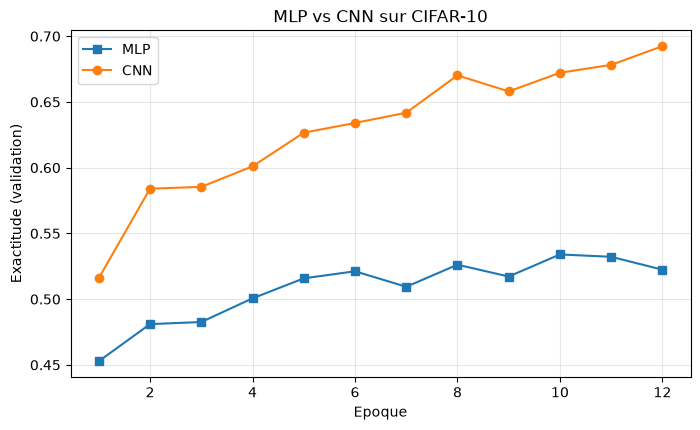 MLP vs CNN sur CIFAR-10
MLP
CNN
Exactitude (validation)
0.70
0.65
0.60
0.55
0.50
0.45
2 4 6 8 10 12
Epoque